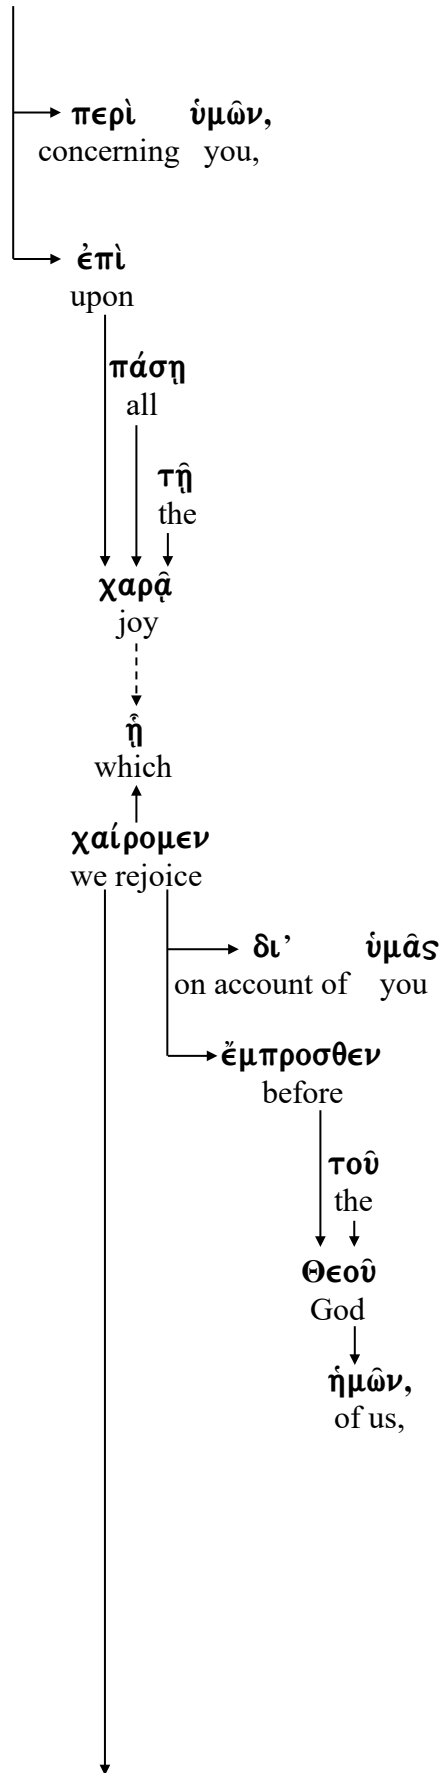 περὶ ὑμῶν,
concerning you,
ἐπὶ
upon
πάσῃ
all
τῇ
the
χαρᾷ
joy
ᾗ
which
χαίρομεν
we rejoice
δι’ ὑμᾶς
on account of you
ἔμπροσθεν
before
τοῦ
the
Θεοῦ
God
ἡμῶν,
of us,